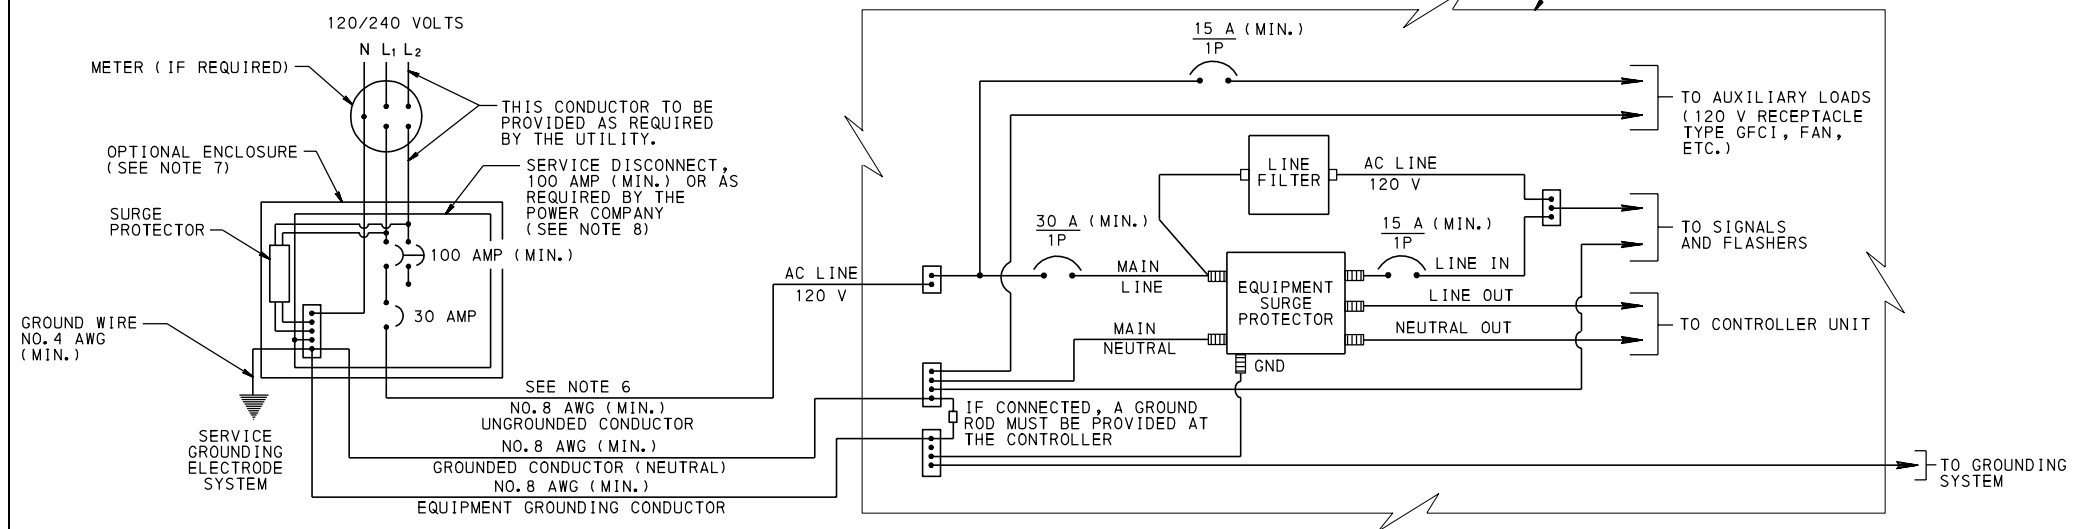 120/240 VOLTS
N L1 L2
METER (IF REQUIRED)
THIS CONDUCTOR TO BE
PROVIDED AS REQUIRED
BY THE UTILITY.
OPTIONAL ENCLOSURE
(SEE NOTE 7)
SERVICE DISCONNECT,
100 AMP (MIN.) OR AS
REQUIRED BY THE
POWER COMPANY
(SEE NOTE 8)
SURGE
PROTECTOR
100 AMP (MIN.)
30 AMP
GROUND WIRE
NO.4 AWG
(MIN.)
SERVICE
GROUNDING
ELECTRODE
SYSTEM
SEE NOTE 6
NO.8 AWG (MIN.)
UNGROUNDED CONDUCTOR
NO.8 AWG (MIN.)
GROUNDED CONDUCTOR (NEUTRAL)
NO.8 AWG (MIN.)
EQUIPMENT GROUNDING CONDUCTOR
AC LINE
120 V
15 A (MIN.)
1P
TO AUXILIARY LOADS
(120 V RECEPTACLE
TYPE GFCI, FAN,
ETC.)
LINE
FILTER
AC LINE
120 V
30 A (MIN.)
1P
15 A (MIN.)
1P
TO SIGNALS
AND FLASHERS
MAIN
LINE
LINE IN
EQUIPMENT
SURGE
PROTECTOR
LINE OUT
MAIN
NEUTRAL
NEUTRAL OUT
TO CONTROLLER UNIT
GND
IF CONNECTED, A GROUND
ROD MUST BE PROVIDED AT
THE CONTROLLER
TO GROUNDING
SYSTEM